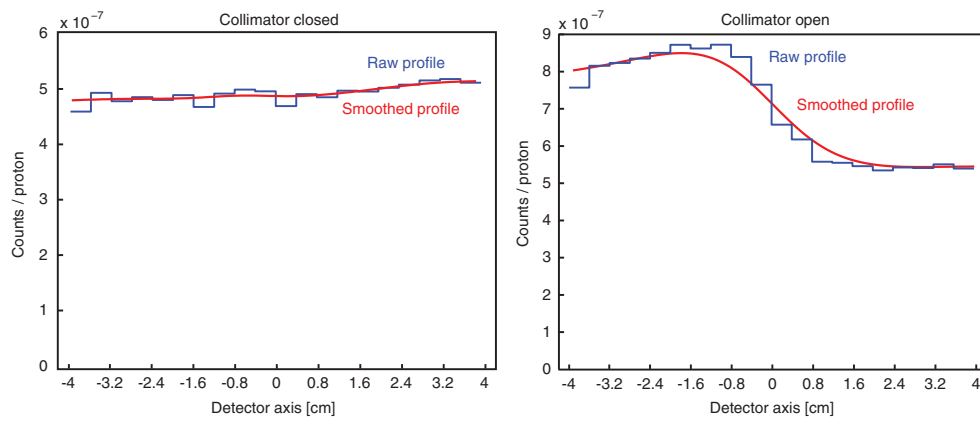 Collimator closed
x 10⁻⁷
6
5
4
3
2
1
0
Counts / proton
Raw profile
Smoothed profile
-4 -3.2 -2.4 -1.6 -0.8 0 0.8 1.6 2.4 3.2 4
Detector axis [cm]
Collimator open
x 10⁻⁷
9
8
7
6
5
4
3
2
1
0
Counts / proton
Raw profile
Smoothed profile
-4 -3.2 -2.4 -1.6 -0.8 0 0.8 1.6 2.4 3.2 4
Detector axis [cm]